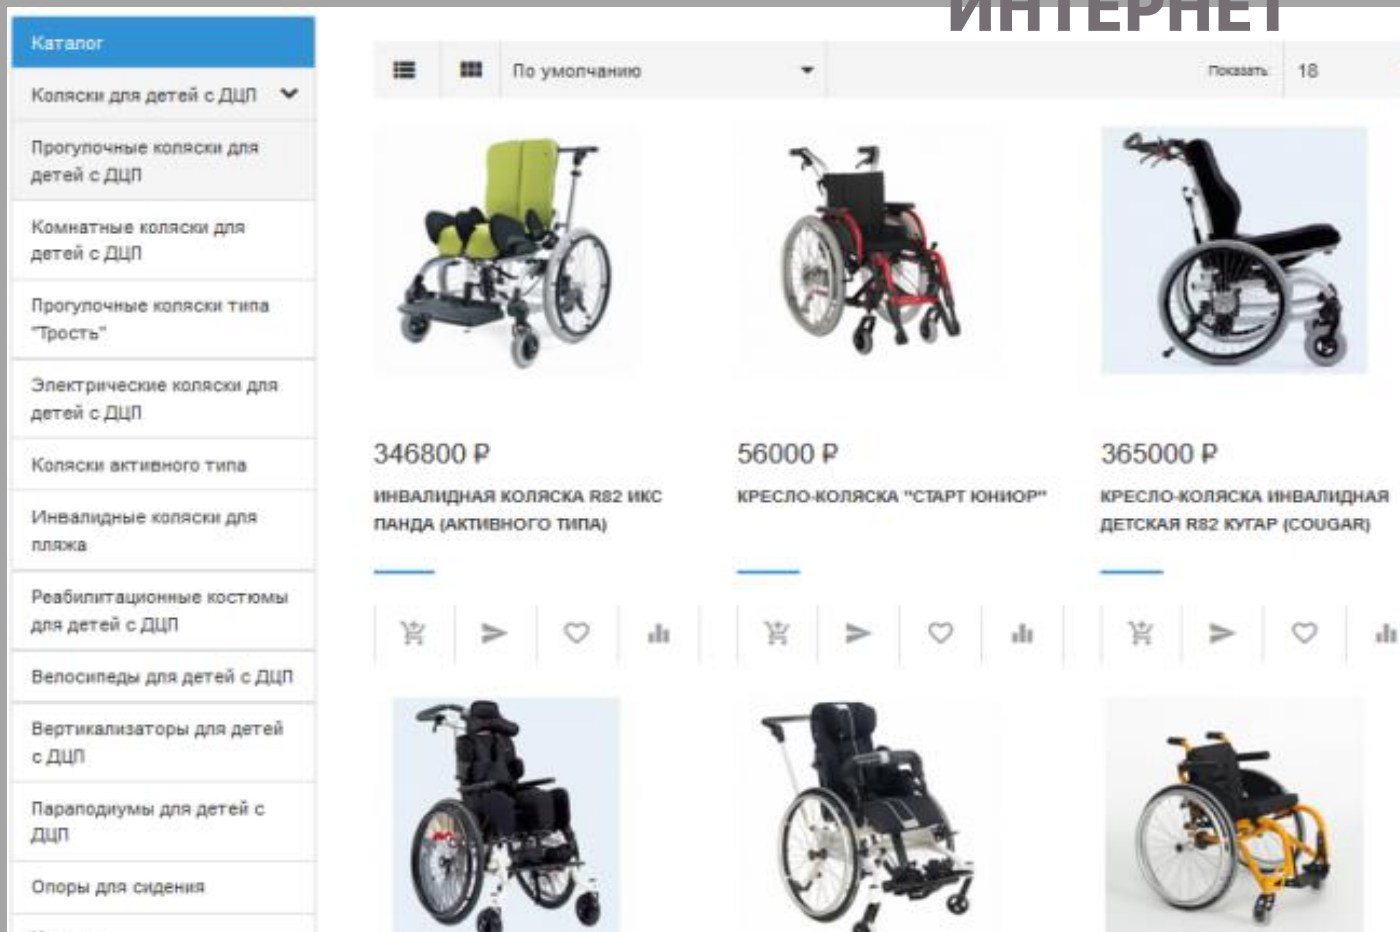 ИНТЕРНЕТ
Каталог
Коляски для детей с ДЦП
Прогулочные коляски для
детей с ДЦП
Комнатные коляски для
детей с ДЦП
Прогулочные коляски типа
"Трость"
Электрические коляски для
детей с ДЦП
Коляски активного типа
Инвалидные коляски для
пляжа
Реабилитационные костюмы
для детей с ДЦП
Велосипеды для детей с ДЦП
Вертикализаторы для детей
с ДЦП
Параподиумы для детей с
ДЦП
Опоры для сидения
По умолчанию
Показать:
18
346800 ₽
ИНВАЛИДНАЯ КОЛЯСКА R82 ИКС
ПАНДА (АКТИВНОГО ТИПА)
56000 ₽
КРЕСЛО-КОЛЯСКА "СТАРТ ЮНИОР"
365000 ₽
КРЕСЛО-КОЛЯСКА ИНВАЛИДНАЯ
ДЕТСКАЯ R82 КУГАР (COUGAR)